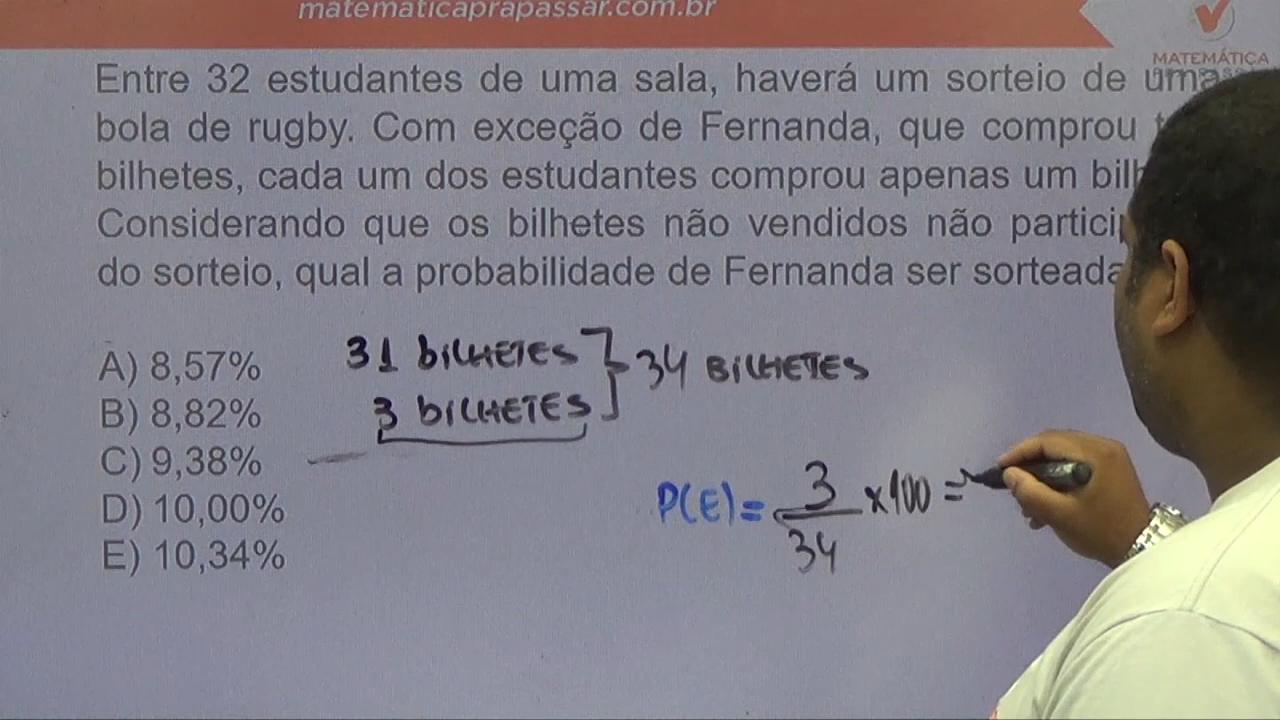 matematicaprapassar.com.br
MATEMÁTICA
Entre 32 estudantes de uma sala, haverá um sorteio de uma
bola de rugby. Com exceção de Fernanda, que comprou
bilhetes, cada um dos estudantes comprou apenas um
Considerando que os bilhetes não vendidos não
do sorteio, qual a probabilidade de Fernanda ser sorteada
A) 8,57%
B) 8,82%
C) 9,38%
D) 10,00%
E) 10,34%
31 BILHETES
3 BILHETES
34 BILHETES
P(E) = 3/34 x100 =